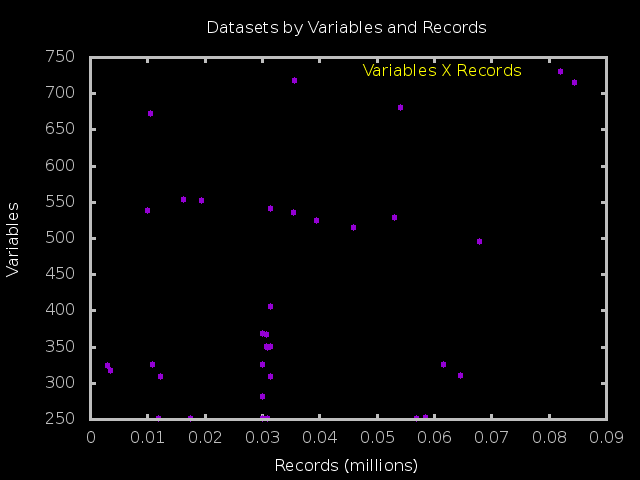 Datasets by Variables and Records
Variables X Records
750
700
650
600
550
500
450
400
350
300
250
Variables
0 0.01 0.02 0.03 0.04 0.05 0.06 0.07 0.08 0.09
Records (millions)